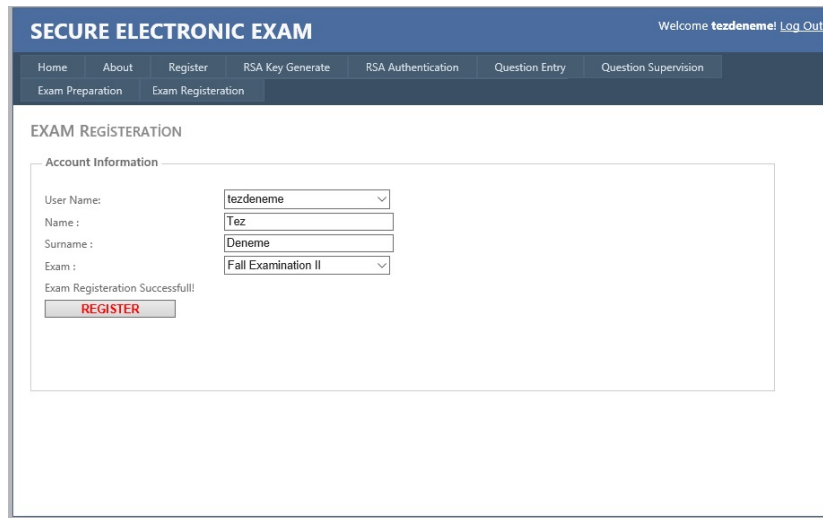 SECURE ELECTRONIC EXAM
Welcome tezdeneme! Log Out
Home About Register RSA Key Generate RSA Authentication Question Entry Question Supervision
Exam Preparation Exam Registeration
EXAM REGİSTERATİON
Account Information
User Name: tezdeneme
Name : Tez
Surname : Deneme
Exam : Fall Examination II
Exam Registeration Successfull!
REGISTER